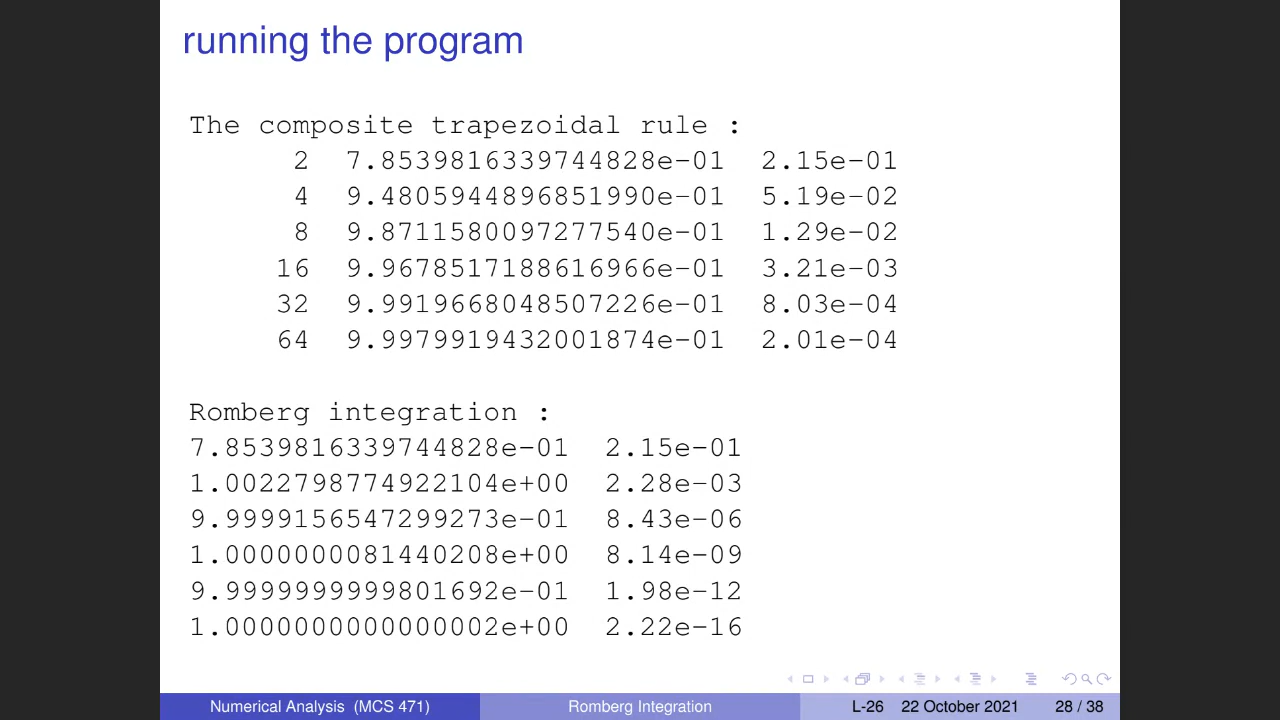 running the program
The composite trapezoidal rule :
2 7.8539816339744828e-01 2.15e-01
4 9.4805944896851990e-01 5.19e-02
8 9.8711580097277540e-01 1.29e-02
16 9.9678517188616966e-01 3.21e-03
32 9.9919668048507226e-01 8.03e-04
64 9.9979919432001874e-01 2.01e-04
Romberg integration :
7.8539816339744828e-01 2.15e-01
1.0022798774922104e+00 2.28e-03
9.9999156547299273e-01 8.43e-06
1.0000000081440208e+00 8.14e-09
9.9999999999801692e-01 1.98e-12
1.0000000000000002e+00 2.22e-16
Numerical Analysis (MCS 471) Romberg Integration L-26 22 October 2021 28 / 38